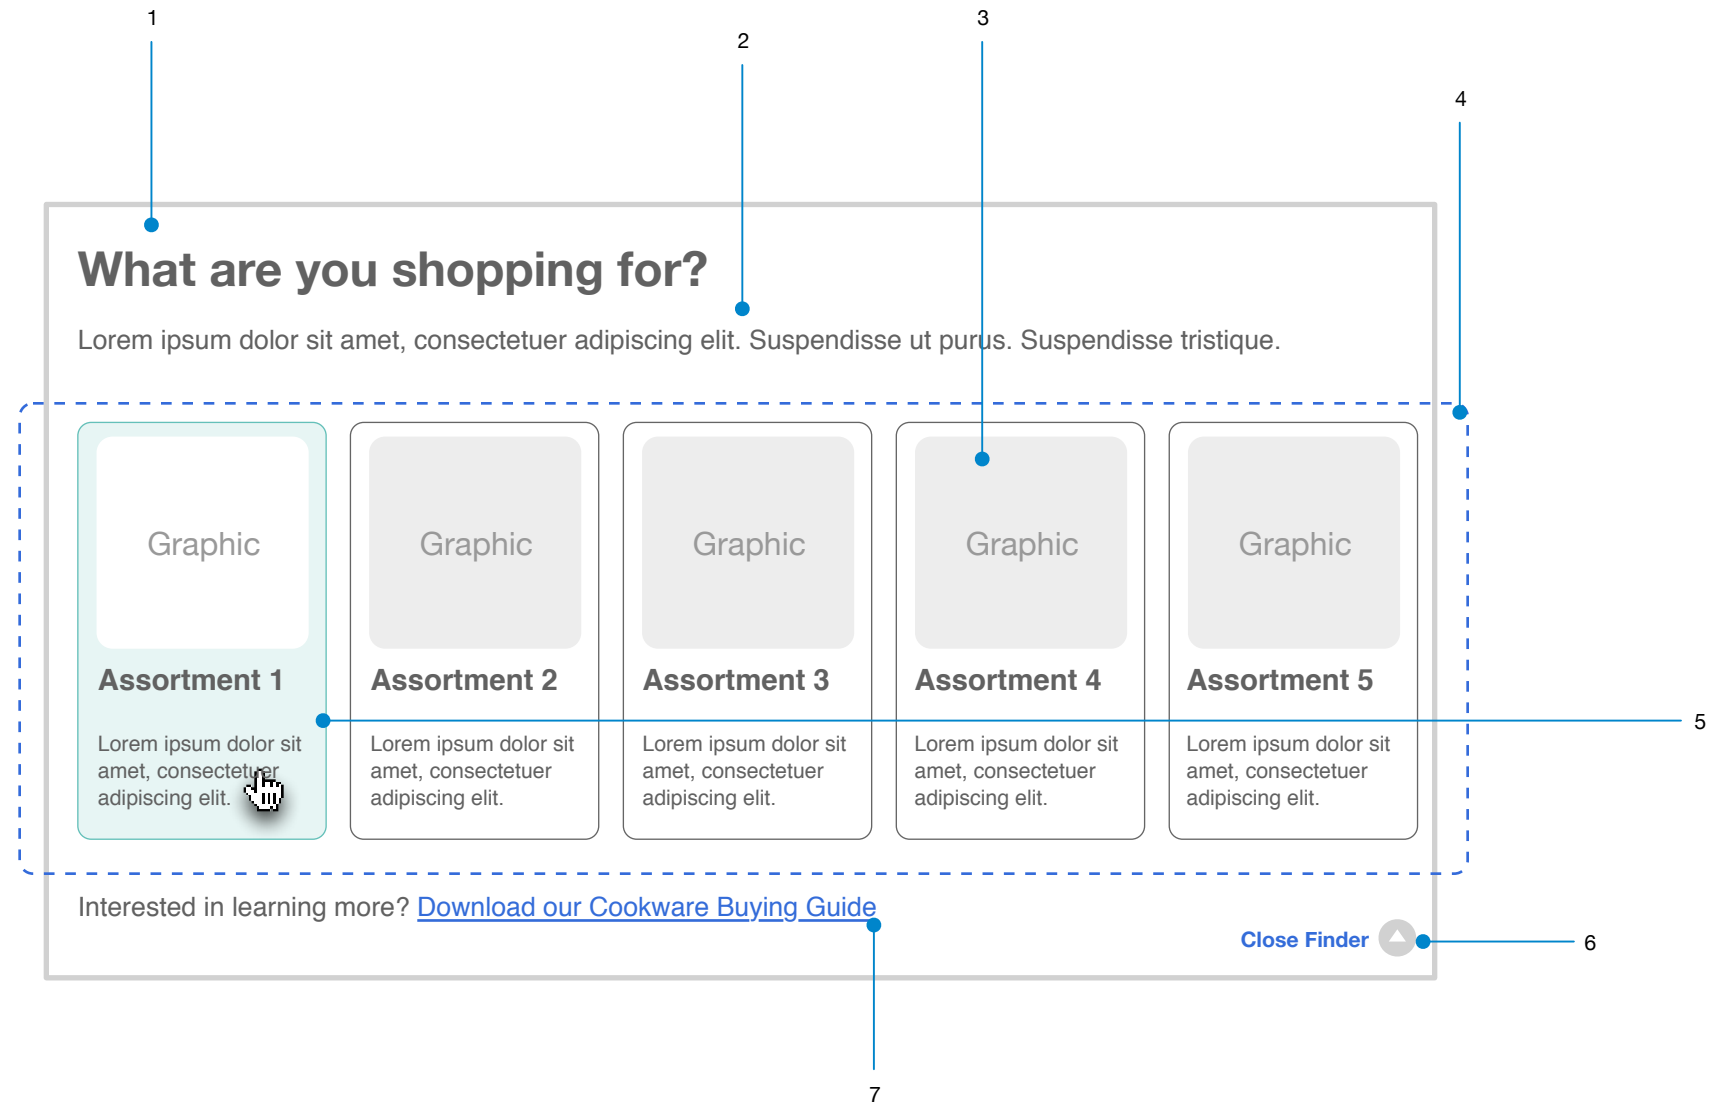 1
2
3
4
What are you shopping for?
Lorem ipsum dolor sit amet, consectetuer adipiscing elit. Suspendisse ut purus. Suspendisse tristique.
Graphic
Graphic
Graphic
Graphic
Graphic
Assortment 1
Assortment 2
Assortment 3
Assortment 4
Assortment 5
5
Lorem ipsum dolor sit
amet, consectetuer
adipiscing elit.
Lorem ipsum dolor sit
amet, consectetuer
adipiscing elit.
Lorem ipsum dolor sit
amet, consectetuer
adipiscing elit.
Lorem ipsum dolor sit
amet, consectetuer
adipiscing elit.
Lorem ipsum dolor sit
amet, consectetuer
adipiscing elit.
Interested in learning more? Download our Cookware Buying Guide
Close Finder
6
7